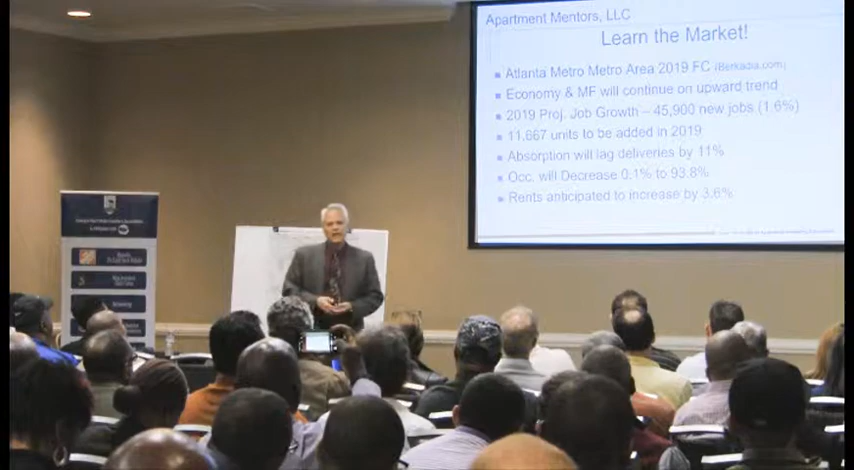 Apartment Mentors, LLC
Learn the Market!
Atlanta Metro Metro Area 2019 FC (Berkadia.com)
Economy & MF will continue on upward trend
2019 Proj. Job Growth – 45,900 new jobs (1.6%)
11,667 units to be added in 2019
Absorption will lag deliveries by 11%
Occ. will Decrease 0.1% to 93.8%
Rents anticipated to increase by 3.6%